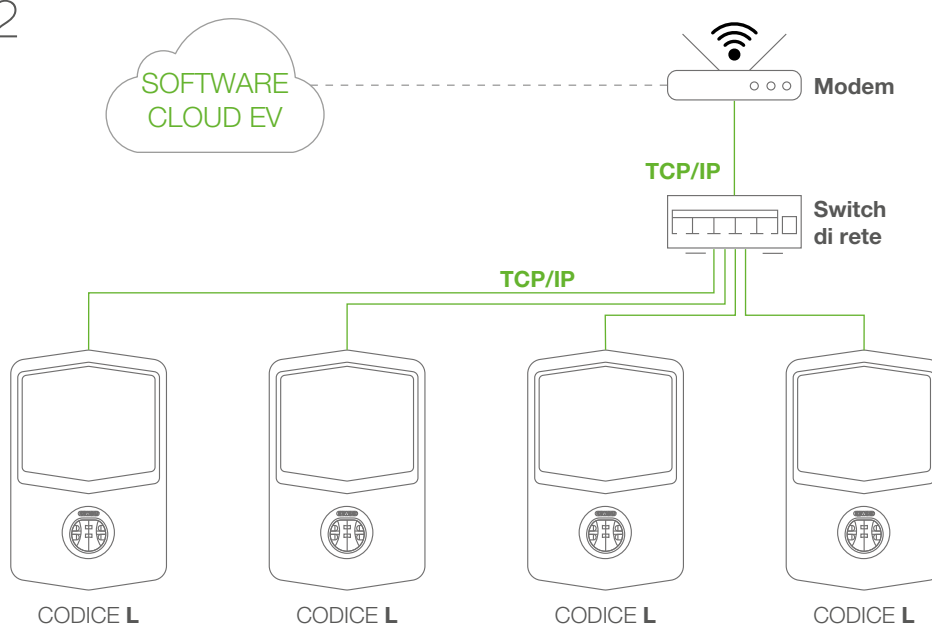 2
SOFTWARE
CLOUD EV
Modem
TCP/IP
Switch
di rete
TCP/IP
CODICE L
CODICE L
CODICE L
CODICE L